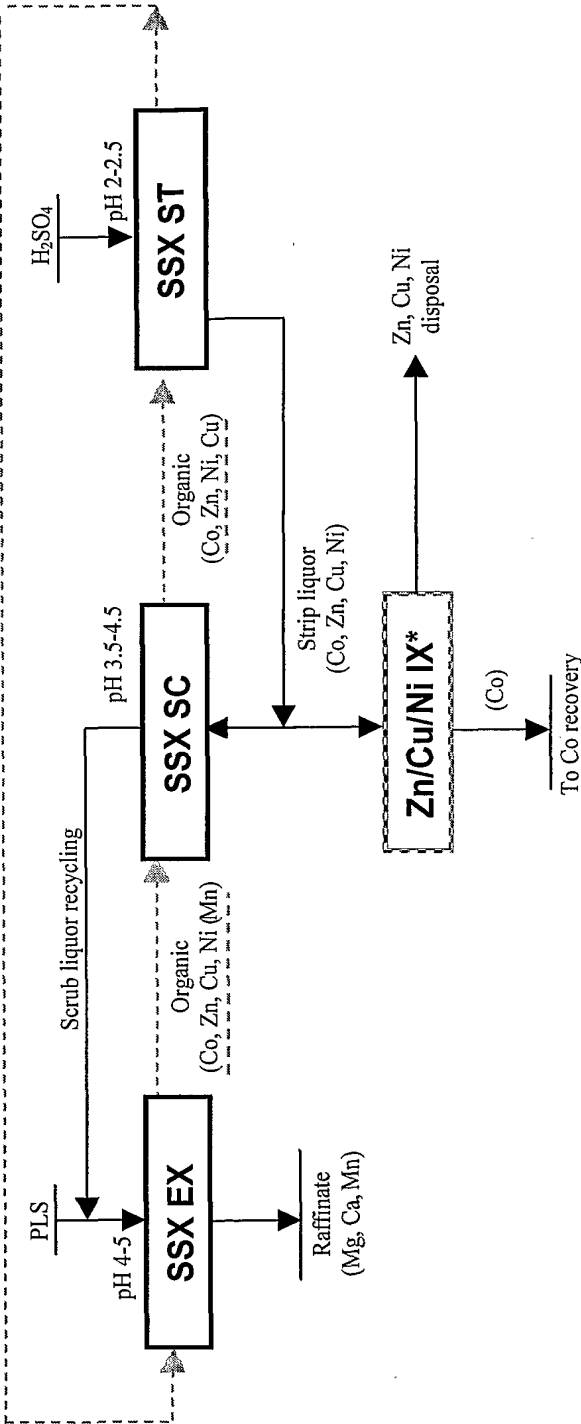 PLS
pH 4-5
SSX EX
Raffinate
(Mg, Ca, Mn)
Scrub liquor recycling
Organic
(Co, Zn, Cu, Ni (Mn)
pH 3.5-4.5
SSX SC
Organic
(Co, Zn, Ni, Cu)
H₂SO₄
pH 2-2.5
SSX ST
Strip liquor
(Co, Zn, Cu, Ni)
Zn/Cu/Ni IX*
Zn, Cu, Ni
disposal
(Co)
To Co recovery